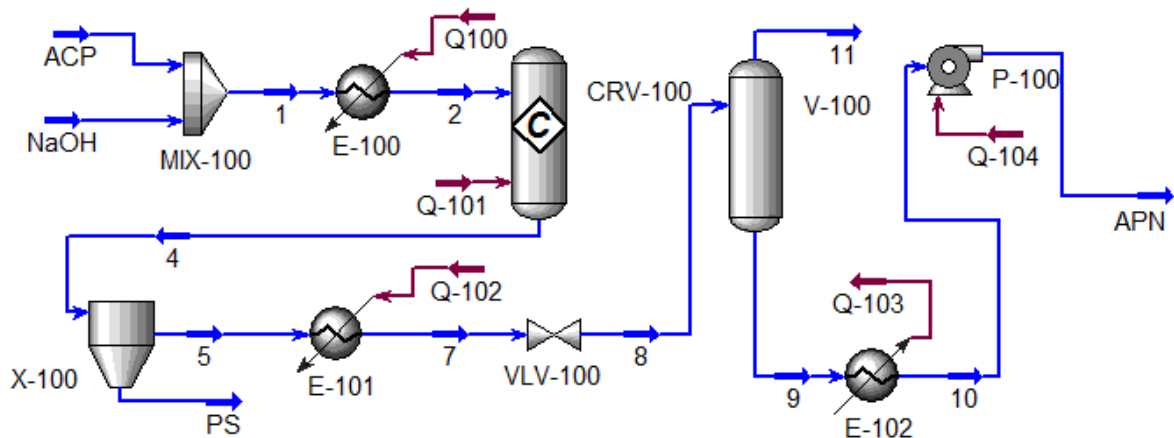 ACP
NaOH
MIX-100
1
Q100
E-100
2
C
CRV-100
Q-101
4
X-100
PS
5
Q-102
E-101
7
VLV-100
8
11
V-100
9
Q-103
E-102
10
P-100
Q-104
APN